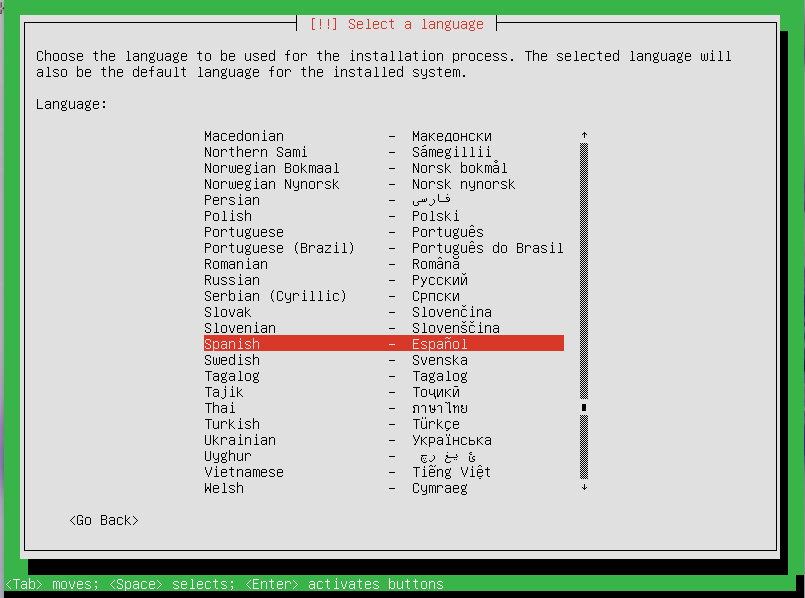 [!!] Select a language
Choose the language to be used for the installation process. The selected language will
also be the default language for the installed system.
Language:
Macedonian - Македонски
Northern Sami - Sámegillii
Norwegian Bokmaal - Norsk bokmål
Norwegian Nynorsk - Norsk nynorsk
Persian - فارسی
Polish - Polski
Portuguese - Português
Portuguese (Brazil) - Português do Brasil
Romanian - Română
Russian - Русский
Serbian (Cyrillic) - Српски
Slovak - Slovenčina
Slovenian - Slovenščina
Spanish - Español
Swedish - Svenska
Tagalog - Tagalog
Tajik - Тоҷикӣ
Thai - ภาษาไทย
Turkish - Türkçe
Ukrainian - Українська
Uyghur -
Vietnamese - Tiếng Việt
Welsh - Cymraeg
<Go Back>
<Tab> moves; <Space> selects; <Enter> activates buttons